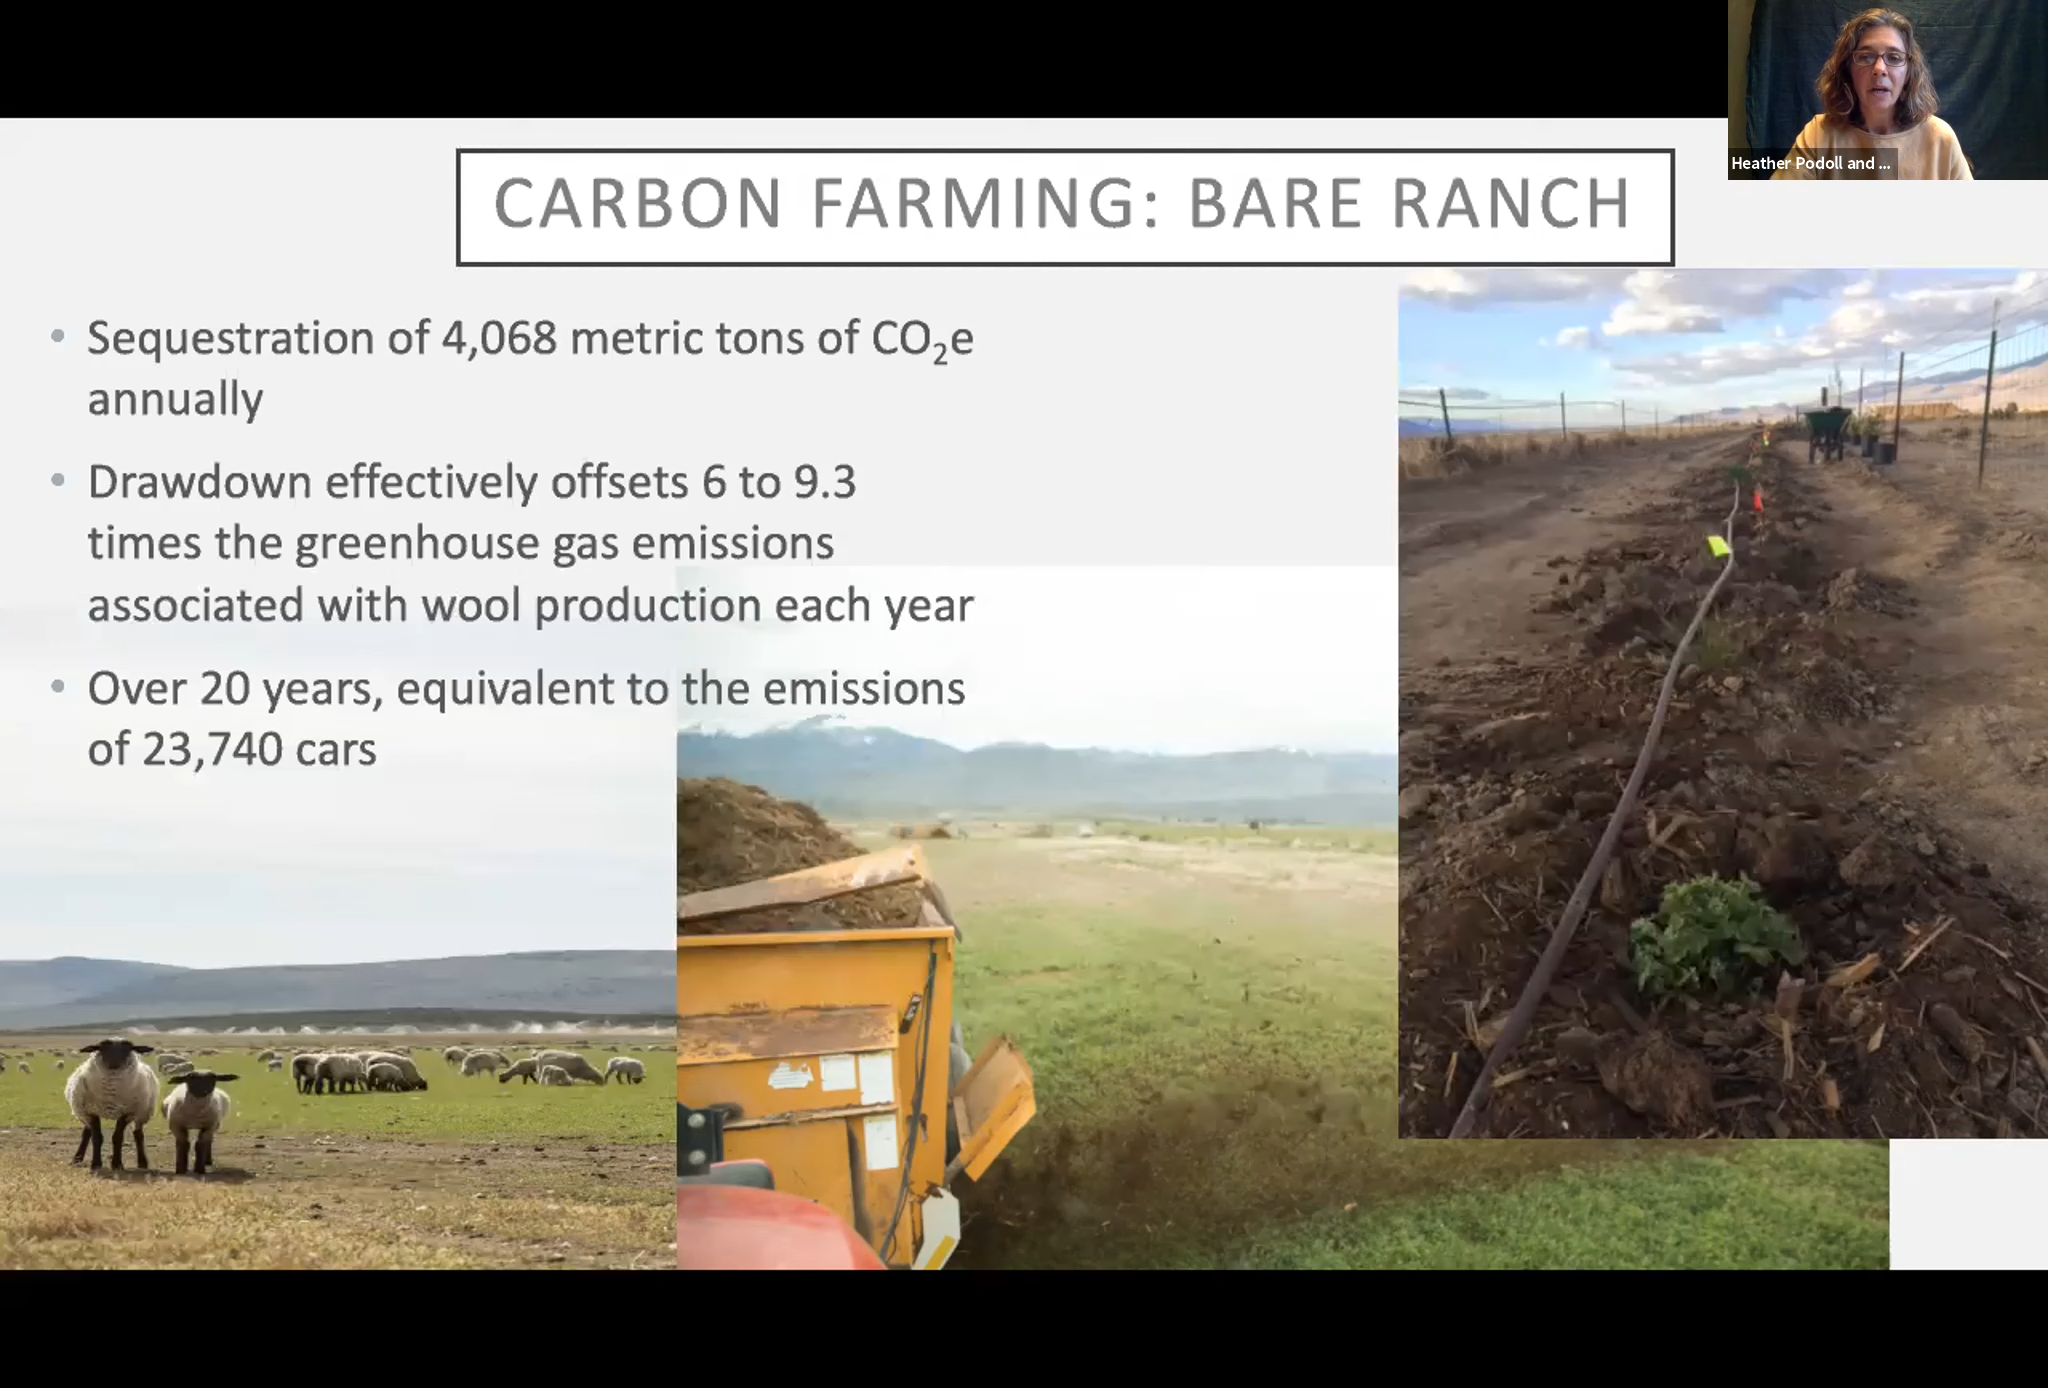 Heather Podoll and ...
CARBON FARMING: BARE RANCH
• Sequestration of 4,068 metric tons of CO₂e
annually
• Drawdown effectively offsets 6 to 9.3
times the greenhouse gas emissions
associated with wool production each year
• Over 20 years, equivalent to the emissions
of 23,740 cars